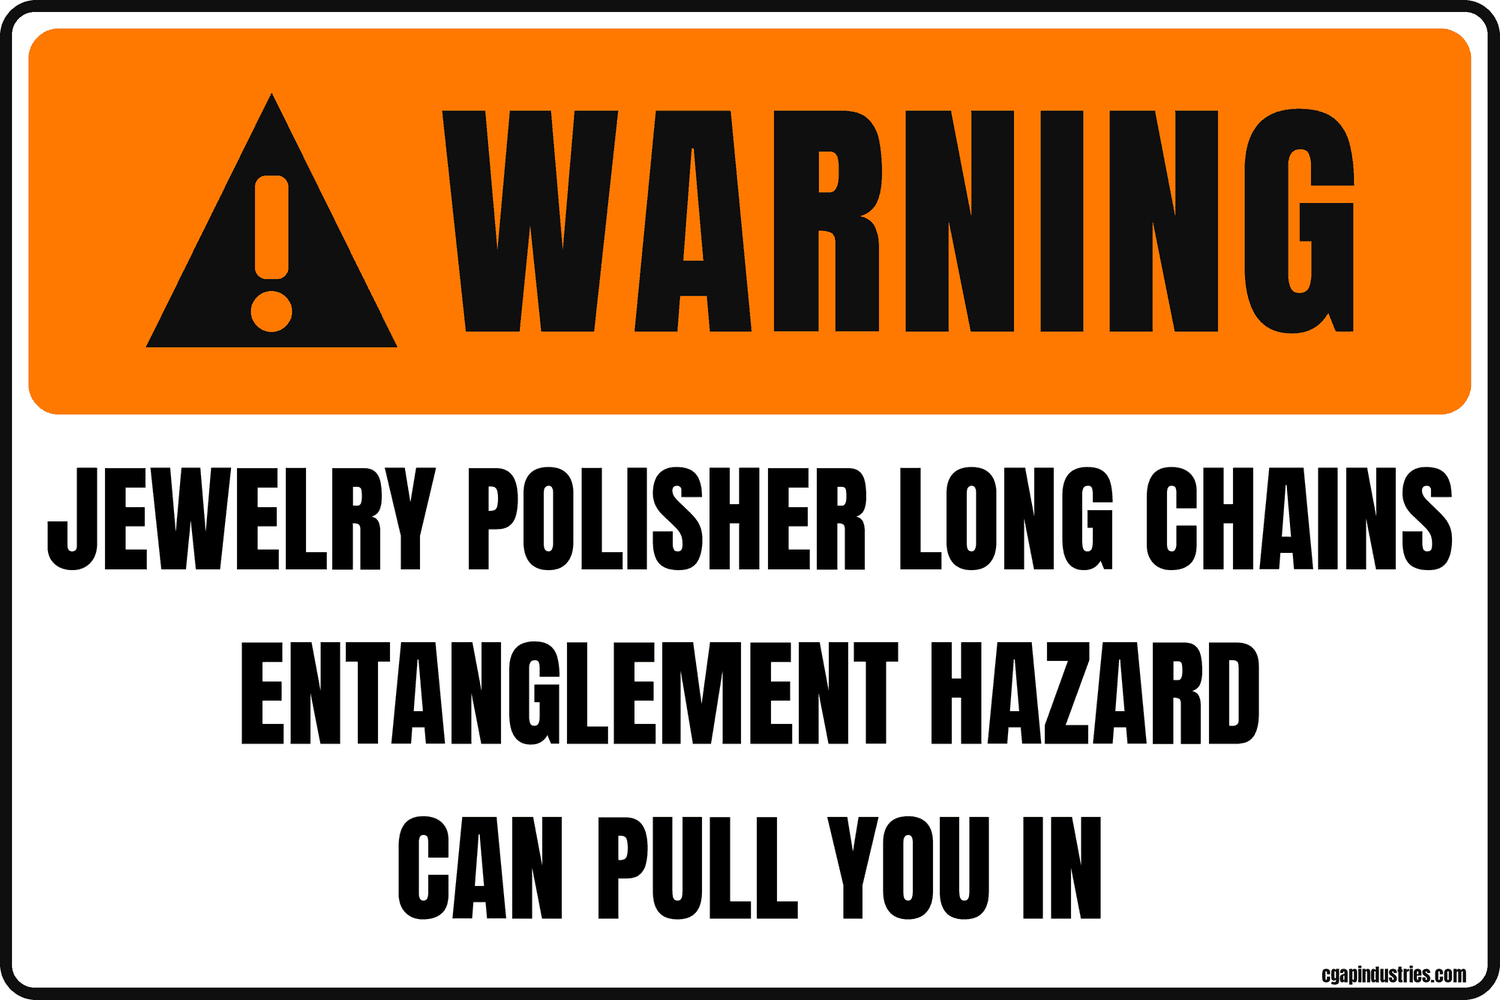 WARNING
JEWELRY POLISHER LONG CHAINS
ENTANGLEMENT HAZARD
CAN PULL YOU IN
cgapindustries.com